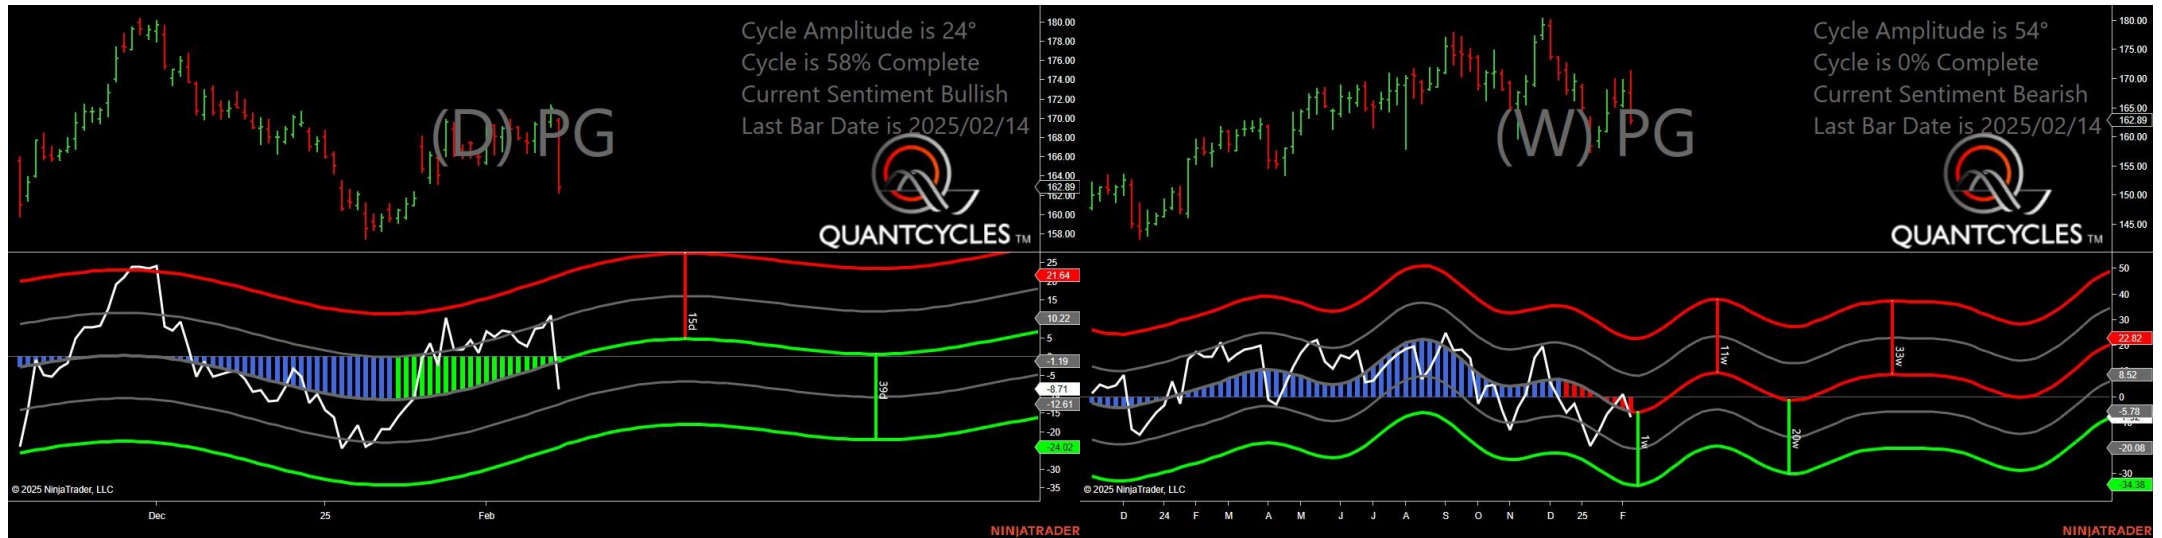 Cycle Amplitude is 24°
Cycle is 58% Complete
Current Sentiment Bullish
Last Bar Date is 2025/02/14
(D) PG
QUANTCYCLES TM
180.00
178.00
176.00
174.00
172.00
170.00
168.00
166.00
164.00
162.89
162.00
160.00
158.00
25
21.64
15
10.22
5
-1.19
-5
-8.71
-12.61
-15
-20
-24.02
-30
-35
15d
39d
© 2025 NinjaTrader, LLC
Dec
25
Feb
NINJATRADER
Cycle Amplitude is 54°
Cycle is 0% Complete
Current Sentiment Bearish
Last Bar Date is 2025/02/14
(W) PG
QUANTCYCLES TM
180.00
175.00
170.00
165.00
162.89
160.00
155.00
150.00
145.00
50
40
30
22.82
20
8.52
0
-5.78
-20.08
-30
-34.38
1w
11w
20w
33w
© 2025 NinjaTrader, LLC
D 24 F M A M J J A S O N D 25 F
NINJATRADER